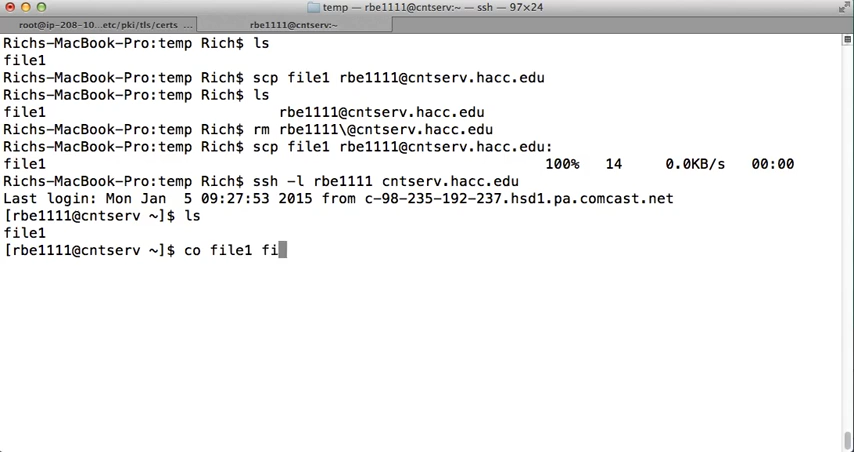 temp — rbe1111@cntserv:~ — ssh — 97×24
root@ip-208-10...etc/pki/tls/certs ...
rbe1111@cntserv:~
Richs-MacBook-Pro:temp Rich$ ls
file1
Richs-MacBook-Pro:temp Rich$ scp file1 rbe1111@cntserv.hacc.edu
Richs-MacBook-Pro:temp Rich$ ls
file1 rbe1111@cntserv.hacc.edu
Richs-MacBook-Pro:temp Rich$ rm rbe1111\@cntserv.hacc.edu
Richs-MacBook-Pro:temp Rich$ scp file1 rbe1111@cntserv.hacc.edu:
file1 100% 14 0.0KB/s 00:00
Richs-MacBook-Pro:temp Rich$ ssh -l rbe1111 cntserv.hacc.edu
Last login: Mon Jan 5 09:27:53 2015 from c-98-235-192-237.hsd1.pa.comcast.net
[rbe1111@cntserv ~]$ ls
file1
[rbe1111@cntserv ~]$ co file1 fi